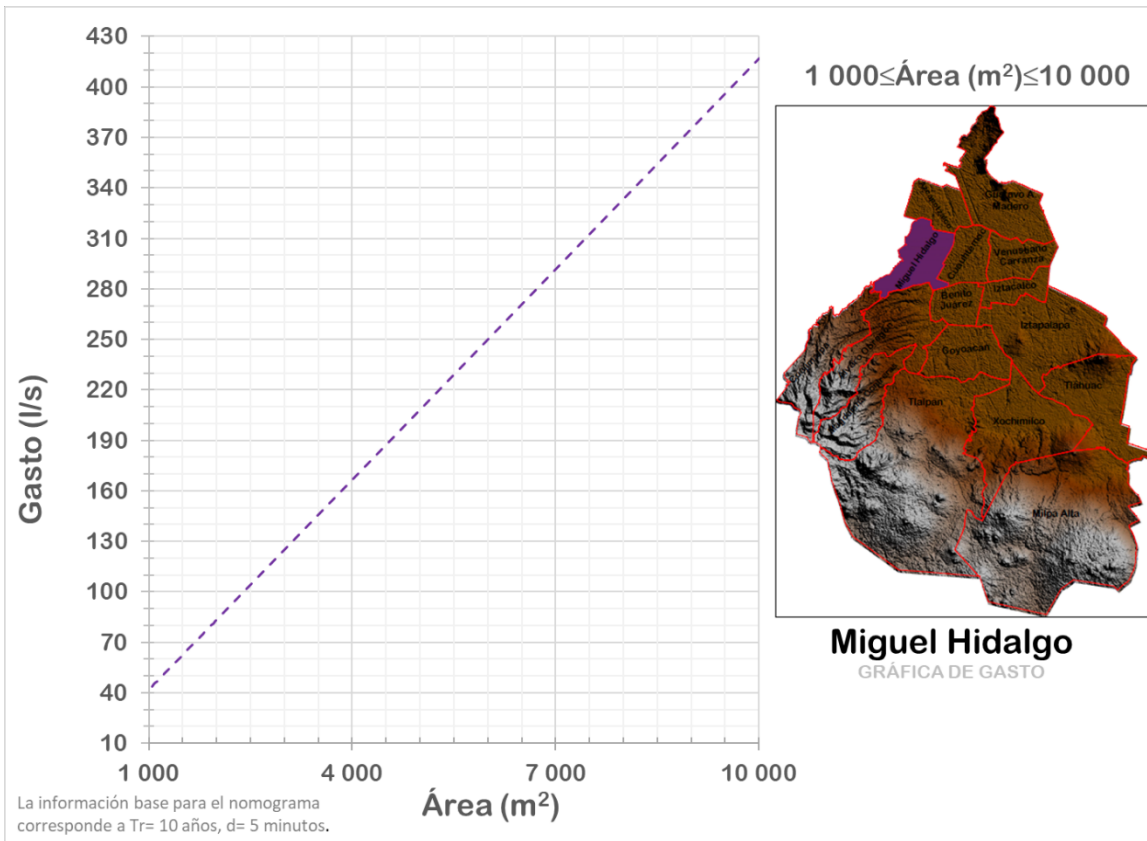 430
400
370
340
310
280
250
220
190
160
130
100
70
40
10
Gasto (l/s)
1 000
4 000
7 000
10 000
Área (m²)
La información base para el nomograma
corresponde a Tr= 10 años, d= 5 minutos.
1 000≤Área (m²)≤10 000
Gustavo A.
Madero
Miguel Hidalgo
Cuauhtémoc
Venustiano
Carranza
Iztacalco
Benito
Juárez
Iztapalapa
Coyoacán
Tláhuac
Tlalpan
Xochimilco
Milpa Alta
Miguel Hidalgo
GRÁFICA DE GASTO